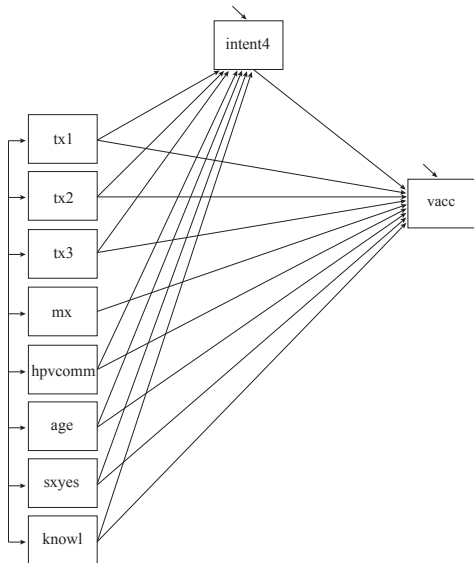 intent4
tx1
tx2
vacc
tx3
mx
hpvcomm
age
sxyes
knowl